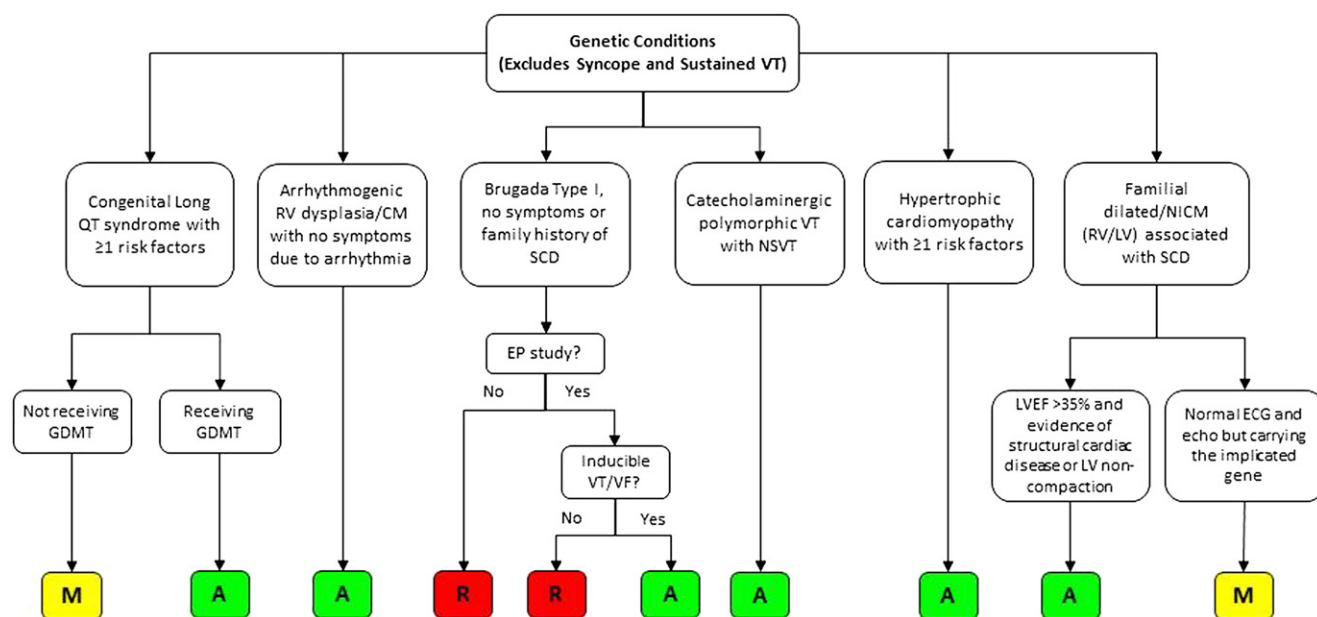 Genetic Conditions
(Excludes Syncope and Sustained VT)
Congenital Long
QT syndrome with
≥1 risk factors
Arrhythmogenic
RV dysplasia/CM
with no symptoms
due to arrhythmia
Brugada Type I,
no symptoms or
family history of
SCD
Catecholaminergic
polymorphic VT
with NSVT
Hypertrophic
cardiomyopathy
with ≥1 risk factors
Familial
dilated/NICM
(RV/LV) associated
with SCD
EP study?
No
Yes
Not receiving
GDMT
Receiving
GDMT
Inducible
VT/VF?
No
Yes
LVEF >35% and
evidence of
structural cardiac
disease or LV non-
compaction
Normal ECG and
echo but carrying
the implicated
gene
M
A
A
R
R
A
A
A
A
M